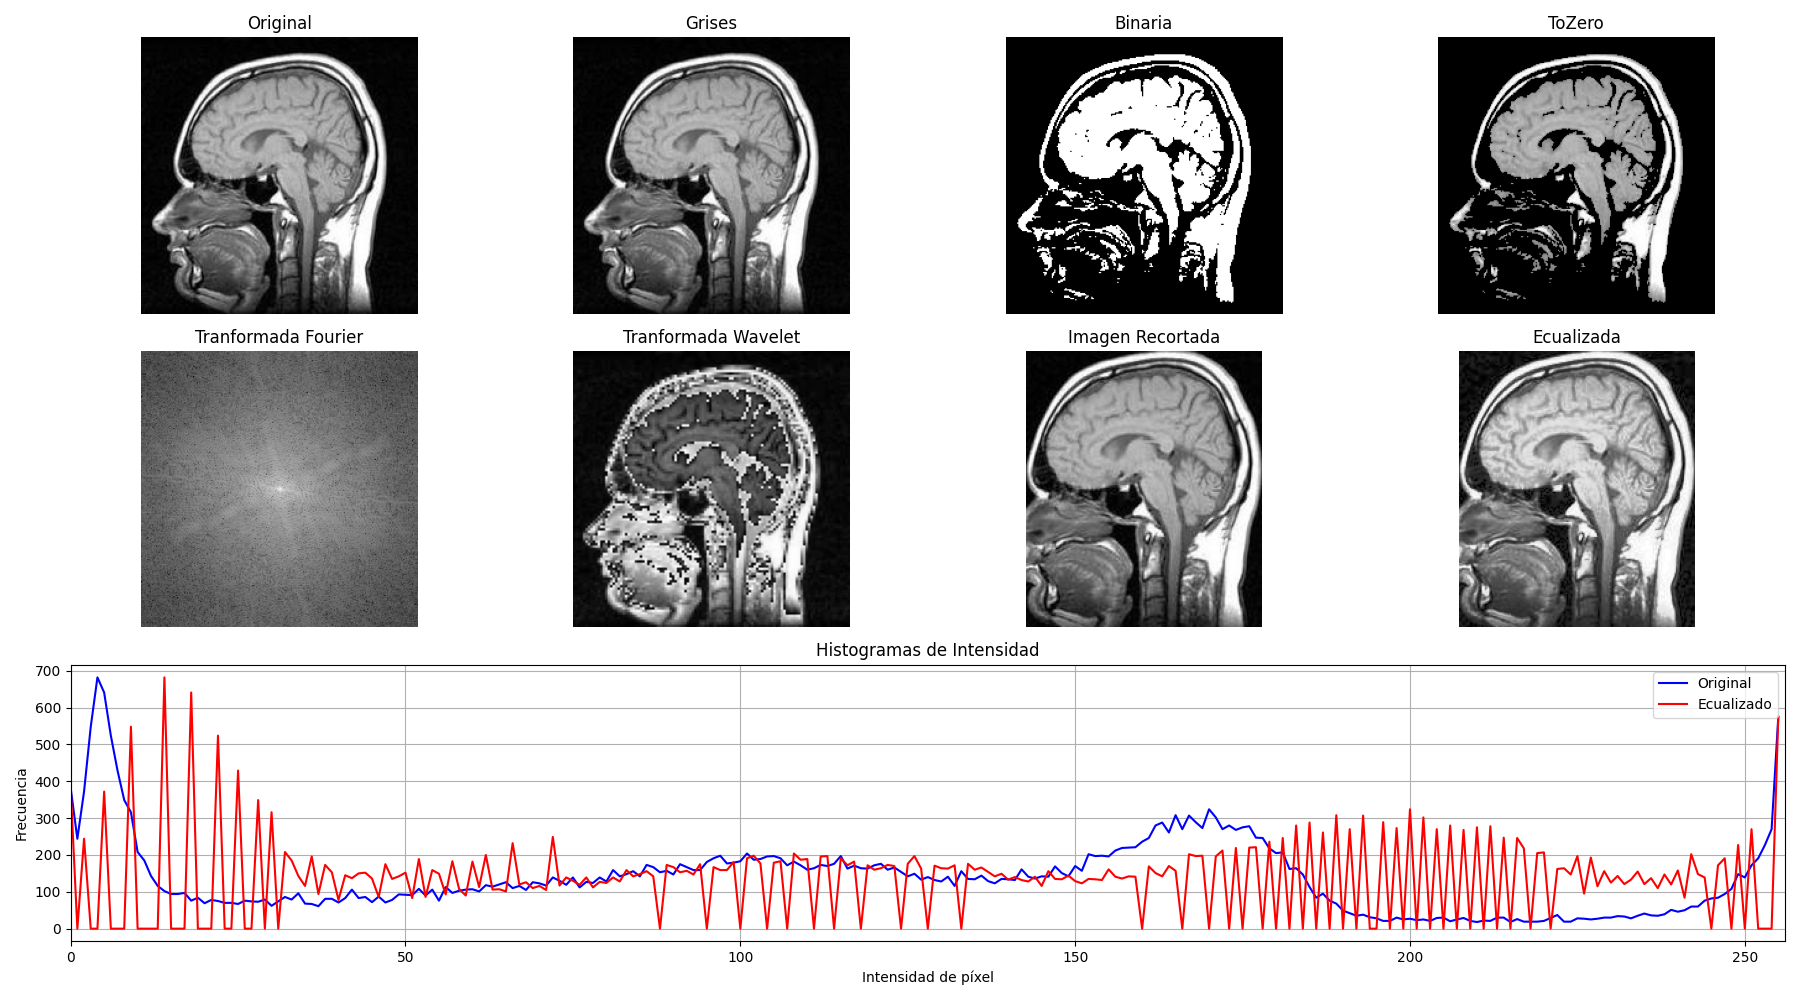 Original
Grises
Binaria
ToZero
Tranformada Fourier
Tranformada Wavelet
Imagen Recortada
Ecualizada
Histogramas de Intensidad
700
600
500
400
300
200
100
0
Frecuencia
Original
Ecualizado
0
50
100
150
200
250
Intensidad de píxel